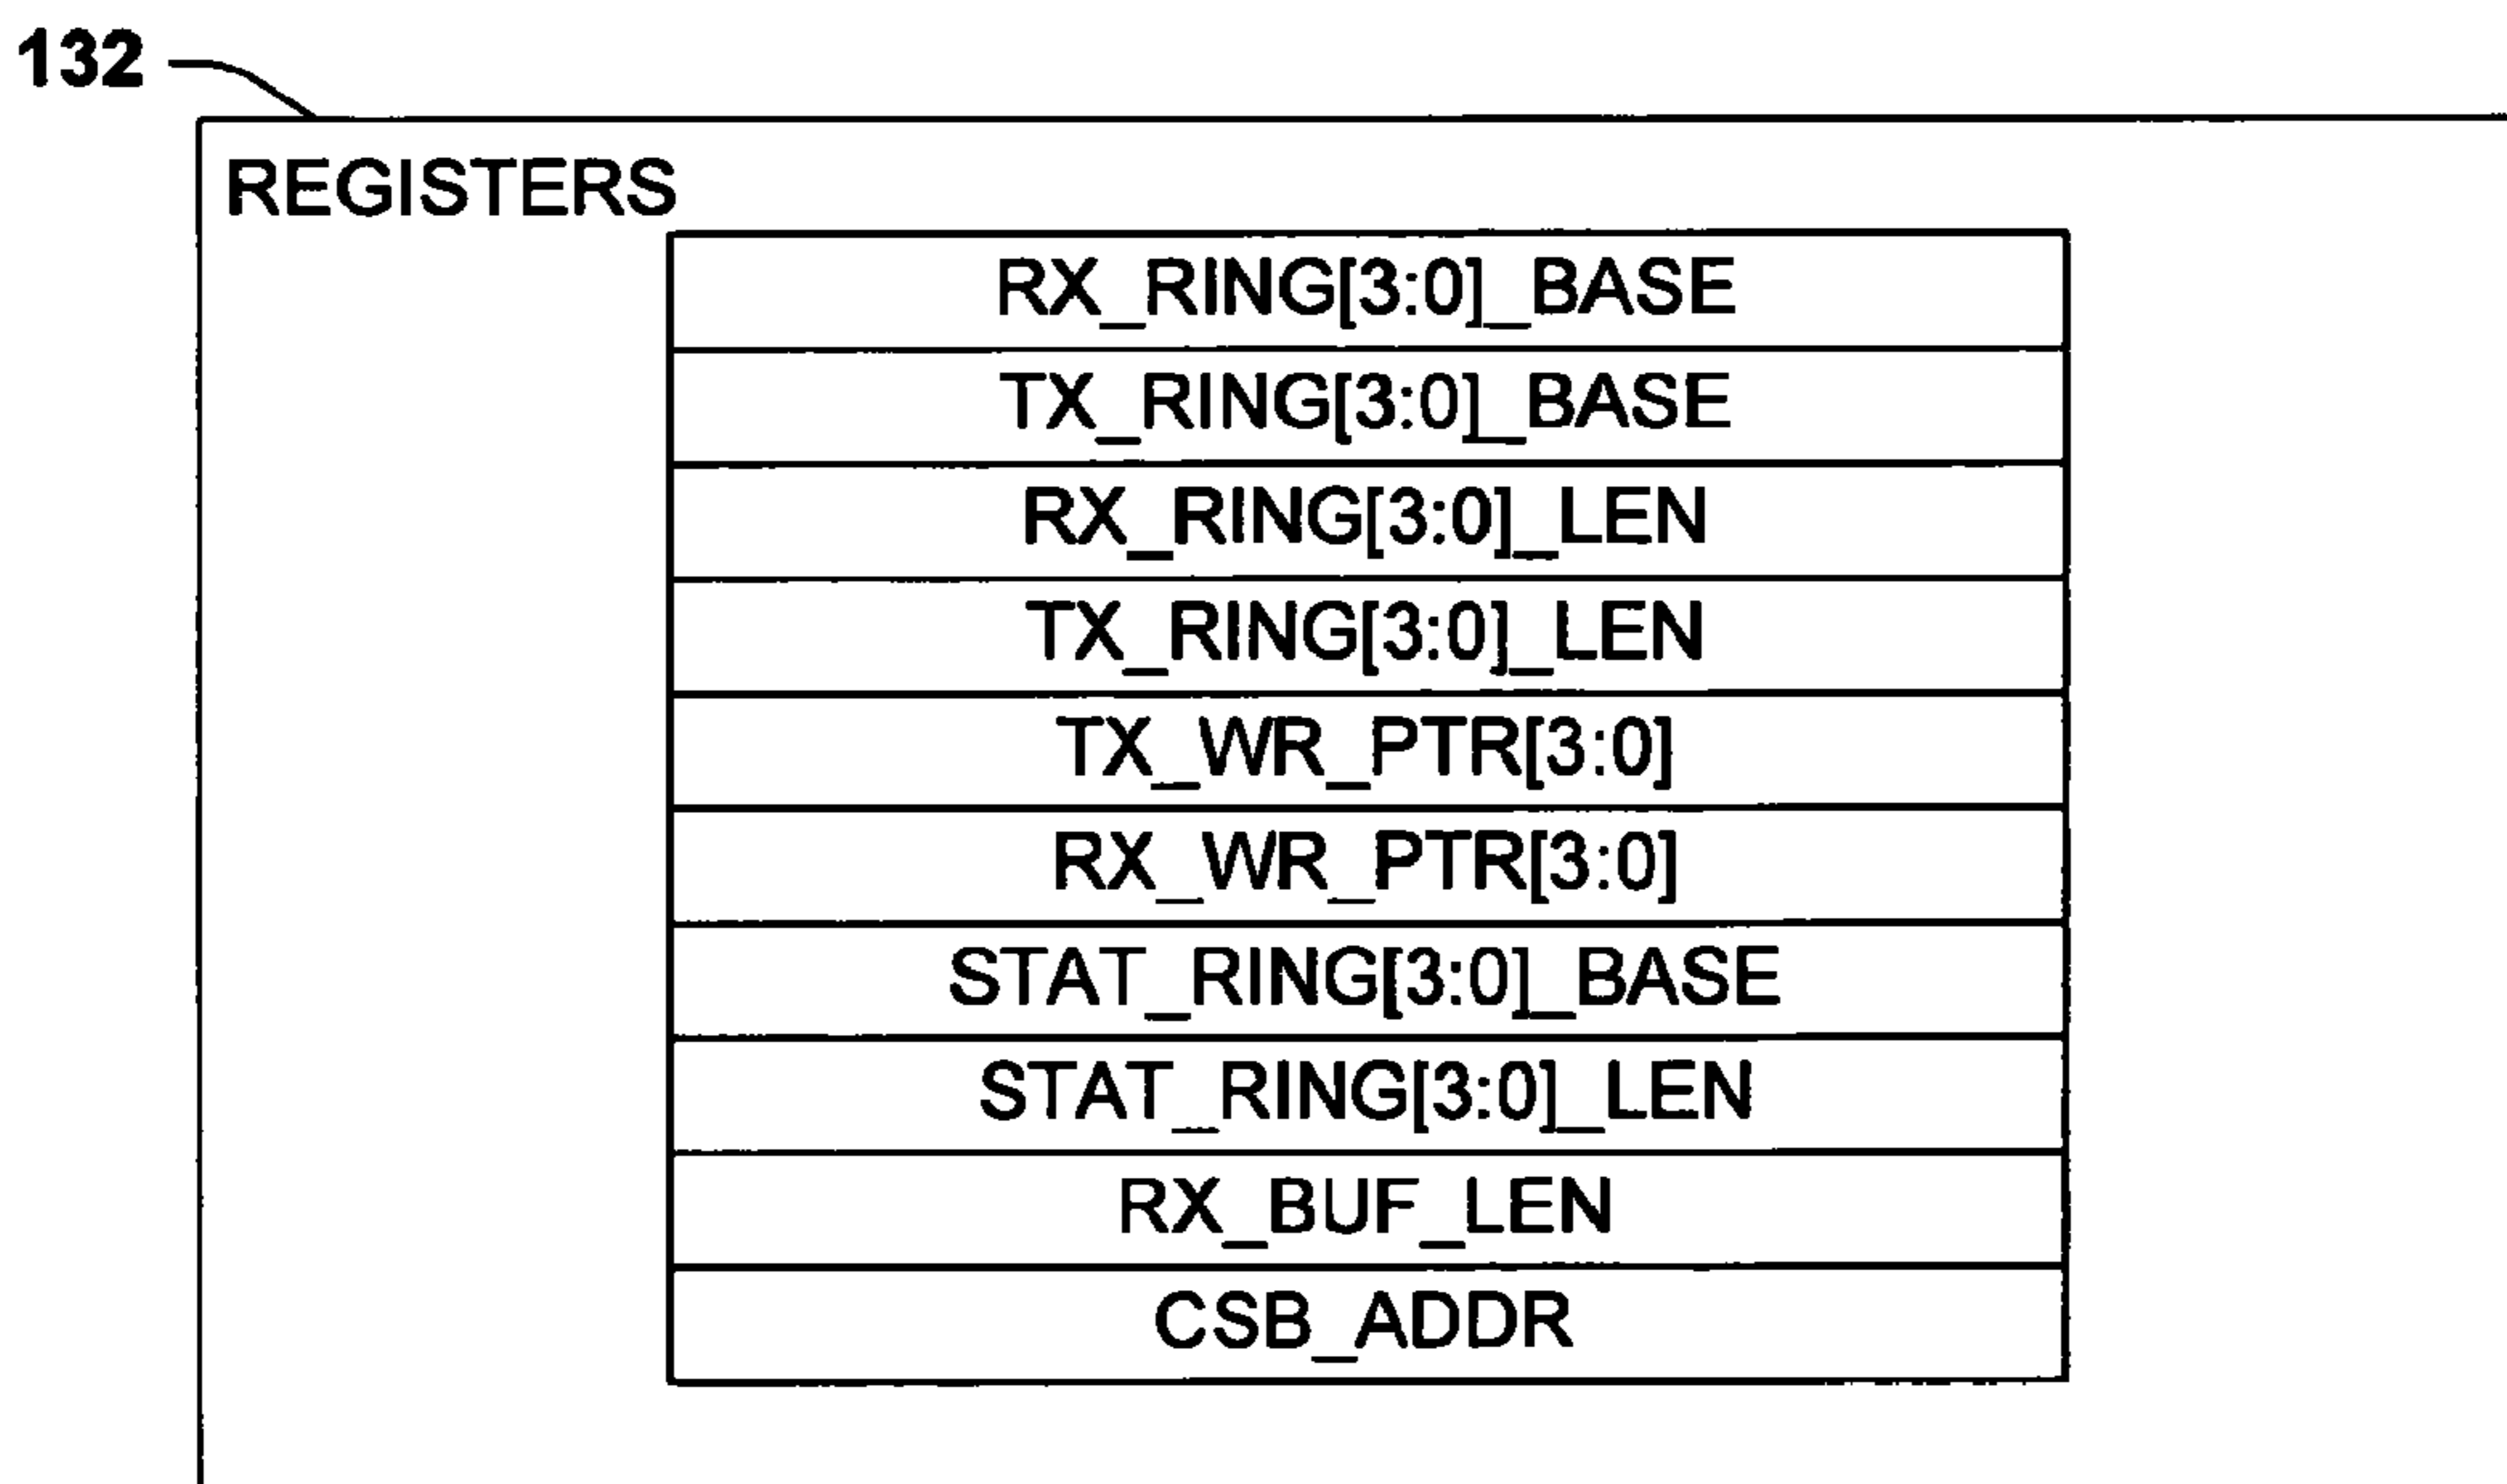 132
REGISTERS
RX_RING[3:0]_BASE
TX_RING[3:0]_BASE
RX_RING[3:0]_LEN
TX_RING[3:0]_LEN
TX_WR_PTR[3:0]
RX_WR_PTR[3:0]
STAT_RING[3:0]_BASE
STAT_RING[3:0]_LEN
RX_BUF_LEN
CSB_ADDR